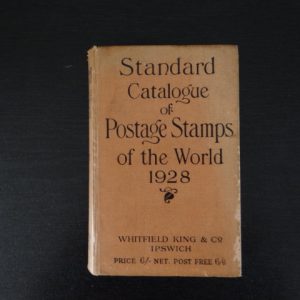 Standard
Catalogue
of
Postage Stamps
of the World
1928
WHITFIELD KING & Co
IPSWICH
PRICE 6/- NET. POST FREE 6/6